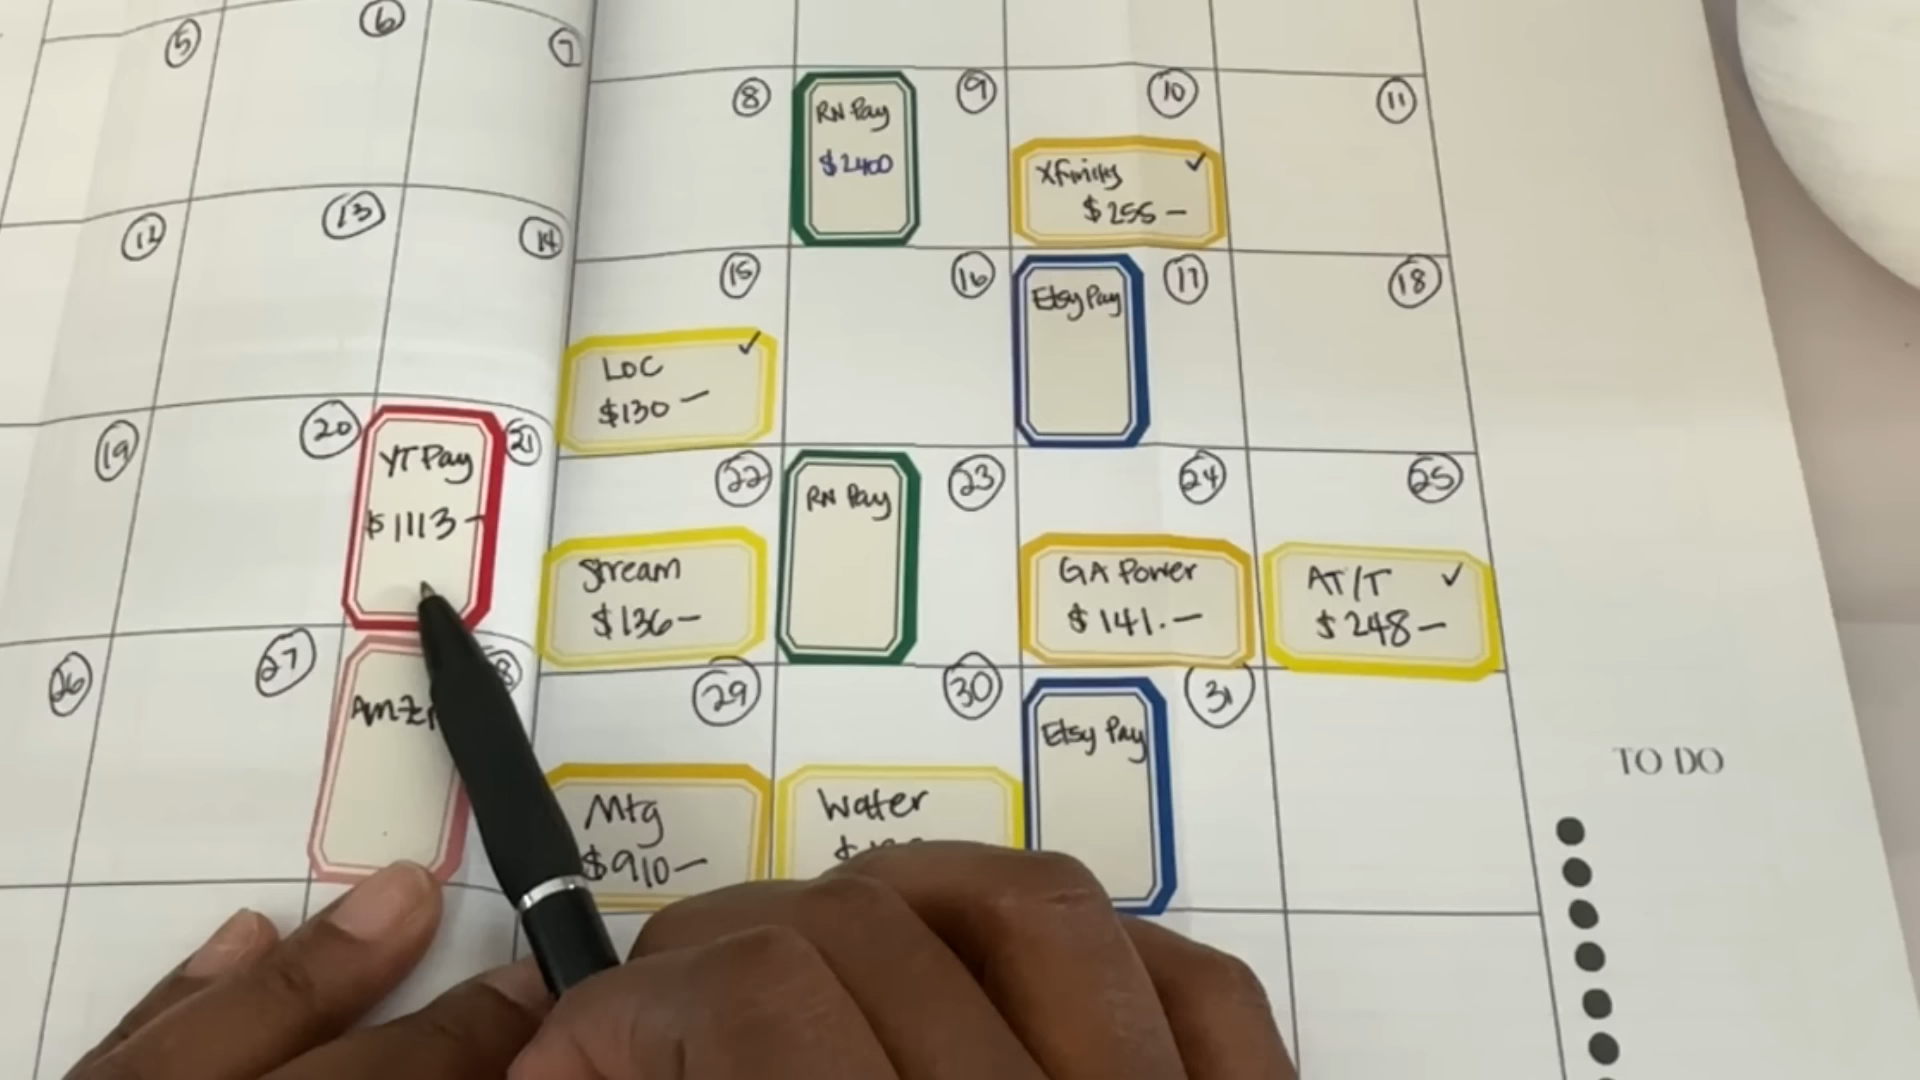 5
6
7
8
RN Pay
$2400
9
10
Xfinity
$255 —
✓
11
12
13
14
15
LOC
$130 —
✓
16
Etsy Pay
17
18
19
20
YT Pay
$1113 —
21
22
Stream
$136 —
RN Pay
23
24
GA Power
$141. —
25
AT/T
$248 —
✓
26
27
29
Mtg
$910 —
30
Water
Etsy Pay
31
TO DO